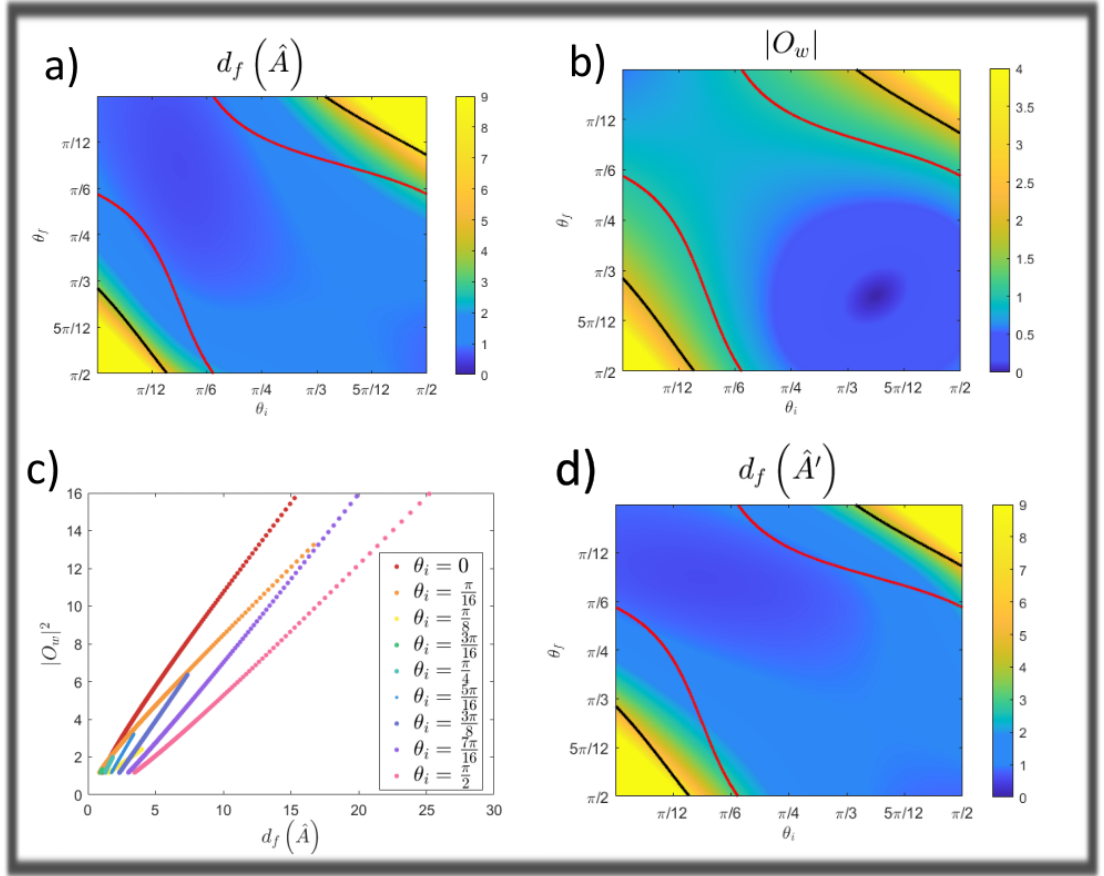 a)
$d_f(\hat{A})$
π/12
π/6
π/4
π/3
5π/12
π/2
θ_f
π/12
π/6
π/4
π/3
5π/12
π/2
θ_i
9
8
7
6
5
4
3
2
1
0
b)
|O_w|
π/12
π/6
π/4
π/3
5π/12
π/2
θ_f
π/12
π/6
π/4
π/3
5π/12
π/2
θ_i
4
3.5
3
2.5
2
1.5
1
0.5
0
c)
16
14
12
10
8
6
4
2
0
|O_w|^2
0
5
10
15
20
25
30
$d_f(\hat{A})$
θ_i = 0
θ_i = π/16
θ_i = π/8
θ_i = 3π/16
θ_i = π/4
θ_i = 5π/16
θ_i = 3π/8
θ_i = 7π/16
θ_i = π/2
d)
$d_f(\hat{A}')$
π/12
π/6
π/4
π/3
5π/12
π/2
θ_f
π/12
π/6
π/4
π/3
5π/12
π/2
θ_i
9
8
7
6
5
4
3
2
1
0